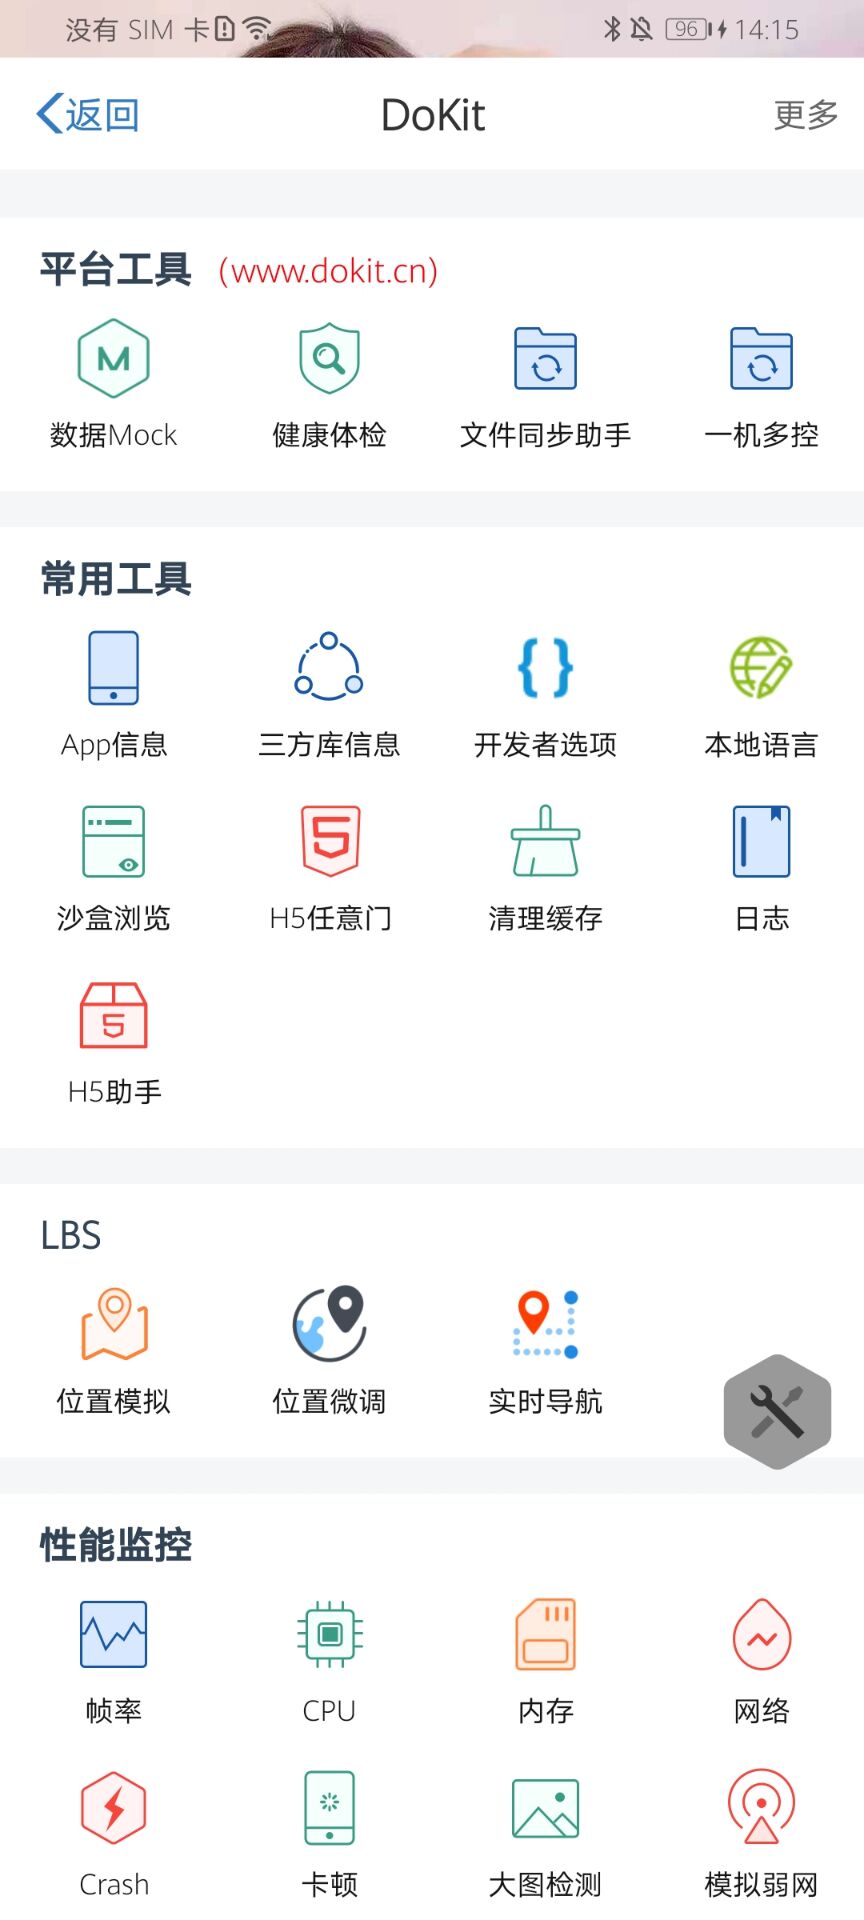 没有 SIM 卡 96 14:15
返回 DoKit 更多
平台工具 (www.dokit.cn)
M
数据Mock 健康体检 文件同步助手 一机多控
常用工具
{ }
App信息 三方库信息 开发者选项 本地语言
5
沙盒浏览 H5任意门 清理缓存 日志
5
H5助手
LBS
位置模拟 位置微调 实时导航
性能监控
帧率 CPU 内存 网络
Crash 卡顿 大图检测 模拟弱网